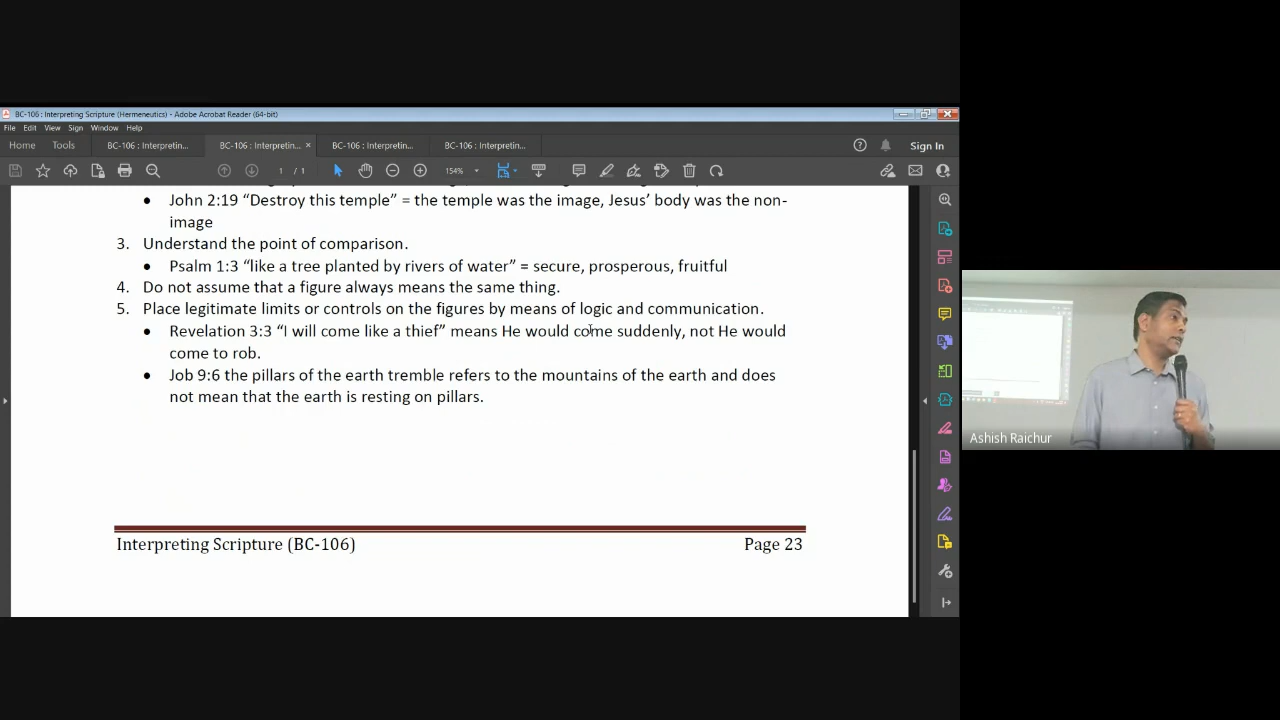 BC-106 : Interpreting Scripture (Hermeneutics) - Adobe Acrobat Reader (64-bit)
File Edit View Sign Window Help
Home Tools BC-106 : Interpretin... BC-106 : Interpretin... × BC-106 : Interpretin... BC-106 : Interpretin... Sign In
1 / 1 154%
• John 2:19 “Destroy this temple” = the temple was the image, Jesus’ body was the non-
image
3. Understand the point of comparison.
• Psalm 1:3 “like a tree planted by rivers of water” = secure, prosperous, fruitful
4. Do not assume that a figure always means the same thing.
5. Place legitimate limits or controls on the figures by means of logic and communication.
• Revelation 3:3 “I will come like a thief” means He would come suddenly, not He would
come to rob.
• Job 9:6 the pillars of the earth tremble refers to the mountains of the earth and does
not mean that the earth is resting on pillars.
Interpreting Scripture (BC-106) Page 23
Ashish Raichur